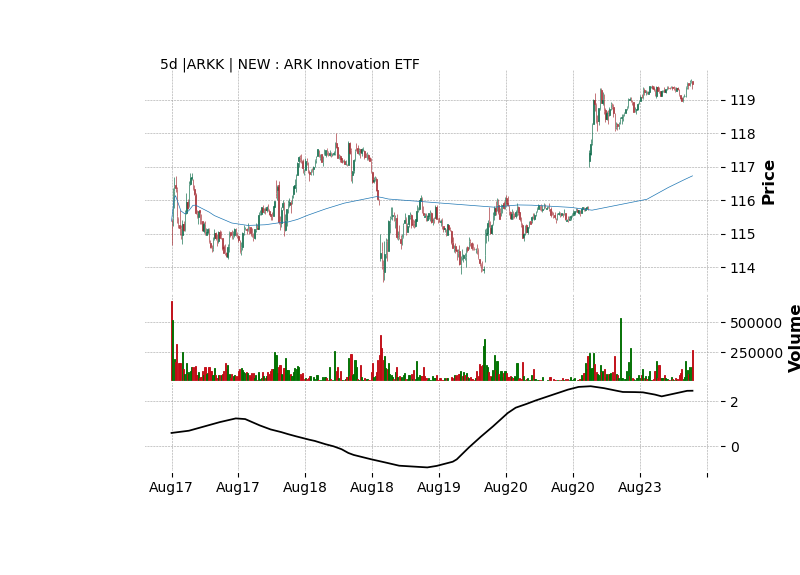 5d |ARKK | NEW : ARK Innovation ETF
119
118
117
116
115
114
Price
500000
250000
Volume
2
0
Aug17 Aug17 Aug18 Aug18 Aug19 Aug20 Aug20 Aug23